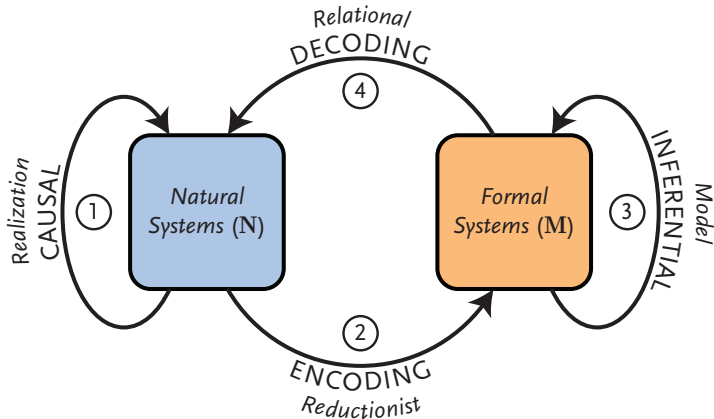 Relational
DECODING
4
Realization
CAUSAL
1
Natural
Systems (N)
Formal
Systems (M)
3
INFERENTIAL
Model
2
ENCODING
Reductionist